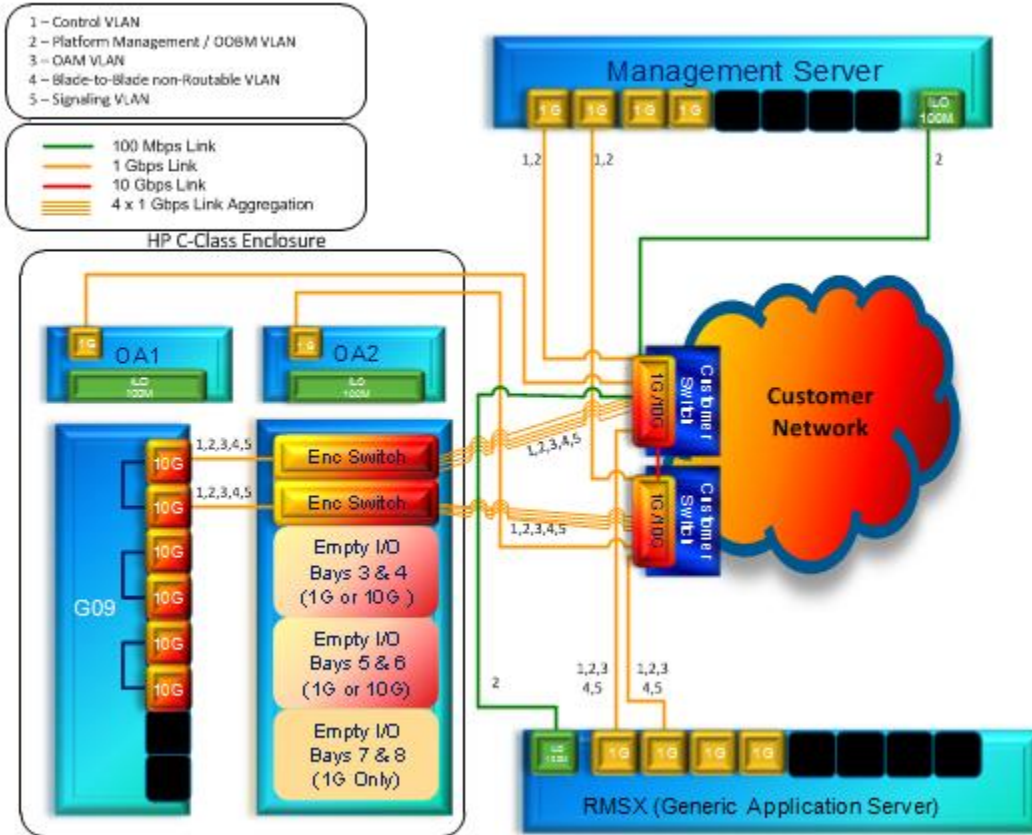 1 – Control VLAN
2 – Platform Management / OOBM VLAN
3 – OAM VLAN
4 – Blade-to-Blade non-Routable VLAN
5 – Signaling VLAN
100 Mbps Link
1 Gbps Link
10 Gbps Link
4 x 1 Gbps Link Aggregation
Management Server
1G
1G
1G
1G
ILO
100M
1,2
1,2
2
HP C-Class Enclosure
1G
OA1
ILO
100M
1G
OA2
ILO
100M
G09
10G
10G
10G
10G
10G
10G
1,2,3,4,5
1,2,3,4,5
Enc Switch
Enc Switch
Empty I/O
Bays 3 & 4
(1G or 10G )
Empty I/O
Bays 5 & 6
(1G or 10G)
Empty I/O
Bays 7 & 8
(1G Only)
1,2,3,4,5
1,2,3,4,5
1G/10G
Customer
Switch
1G/10G
Customer
Switch
Customer
Network
2
1,2,3
4,5
1,2,3
4,5
ILO
100M
1G
1G
1G
1G
RMSX (Generic Application Server)